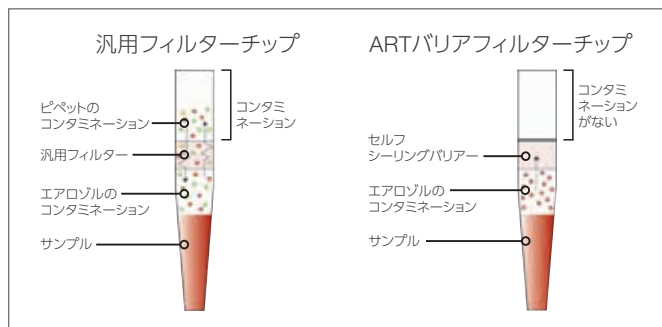 汎用フィルターチップ
ピペットの
コンタミネーション
汎用フィルター
エアロゾルの
コンタミネーション
サンプル
コンタミ
ネーション
ARTバリアフィルターチップ
セルフ
シーリングバリアー
エアロゾルの
コンタミネーション
サンプル
コンタミ
ネーション
がない